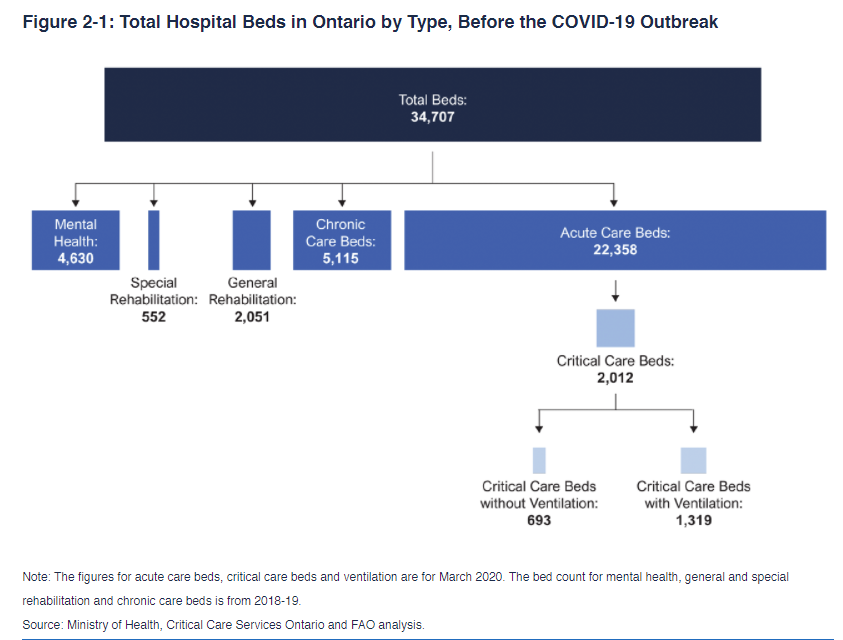 Figure 2-1: Total Hospital Beds in Ontario by Type, Before the COVID-19 Outbreak
Total Beds:
34,707
Mental
Health:
4,630
Special
Rehabilitation:
552
General
Rehabilitation:
2,051
Chronic
Care Beds:
5,115
Acute Care Beds:
22,358
Critical Care Beds:
2,012
Critical Care Beds
without Ventilation:
693
Critical Care Beds
with Ventilation:
1,319
Note: The figures for acute care beds, critical care beds and ventilation are for March 2020. The bed count for mental health, general and special
rehabilitation and chronic care beds is from 2018-19.
Source: Ministry of Health, Critical Care Services Ontario and FAO analysis.